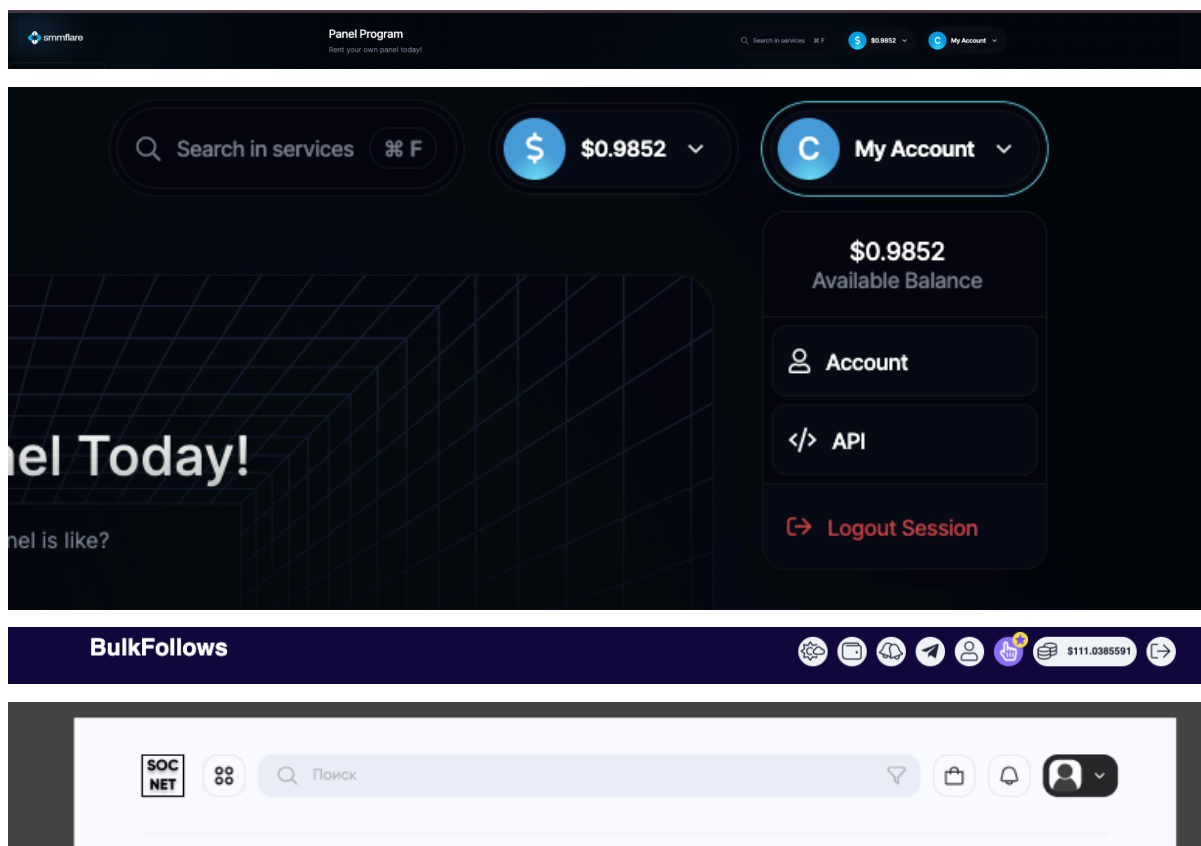 smmflare
Panel Program
Rent your own panel today!
Search in services ⌘ F
$
$0.9852
C
My Account
Search in services ⌘ F
$
$0.9852
C
My Account
$0.9852
Available Balance
Account
</> API
Logout Session
nel Today!
nel is like?
BulkFollows
$111.0385591
SOC
NET
Поиск